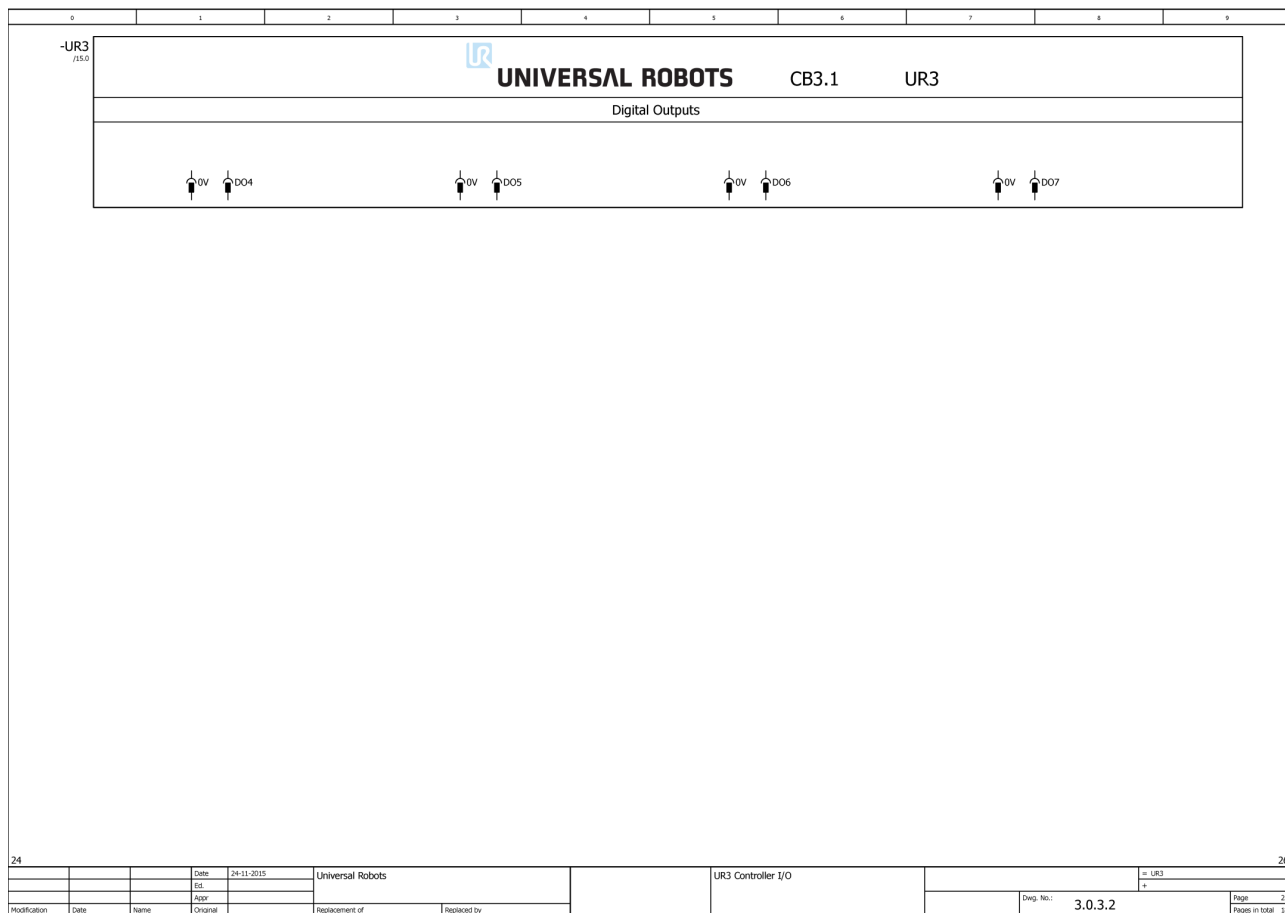 0 1 2 3 4 5 6 7 8 9
-UR3
/15.0
UR
UNIVERSAL ROBOTS CB3.1 UR3
Digital Outputs
0V DO4 0V DO5 0V DO6 0V DO7
24
Date 24-11-2015 Universal Robots UR3 Controller I/O = UR3
Ed. +
Appr Dwg. No.: 3.0.3.2 Page
Modification Date Name Original Replacement of Replaced by Pages in total